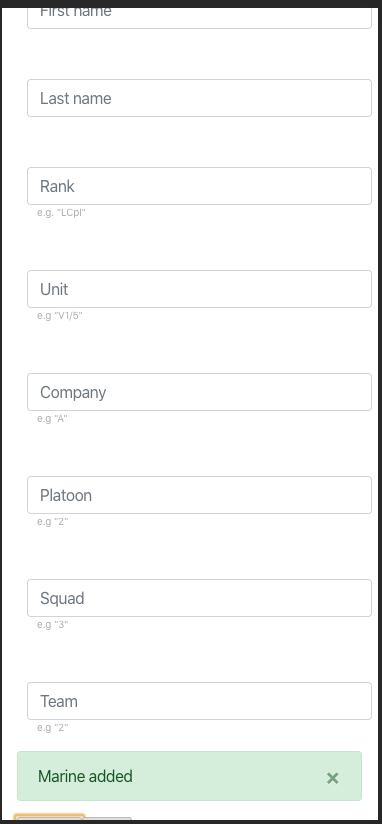 First name
Last name
Rank
e.g. "LCpl"
Unit
e.g "V1/5"
Company
e.g "A"
Platoon
e.g "2"
Squad
e.g "3"
Team
e.g "2"
Marine added ×